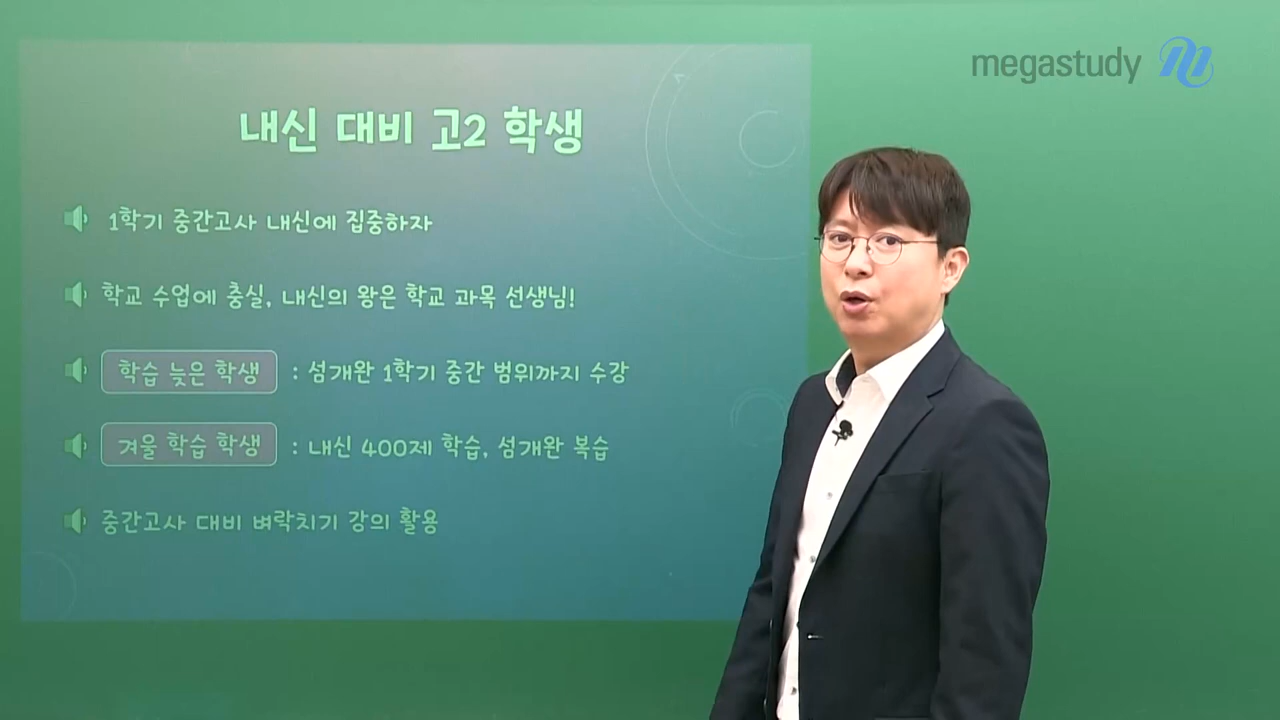 megastudy
내신 대비 고2 학생
1학기 중간고사 내신에 집중하자
학교 수업에 충실, 내신의 왕은 학교 과목 선생님!
학습 늦은 학생 : 섬개완 1학기 중간 범위까지 수강
겨울 학습 학생 : 내신 400제 학습, 섬개완 복습
중간고사 대비 벼락치기 강의 활용